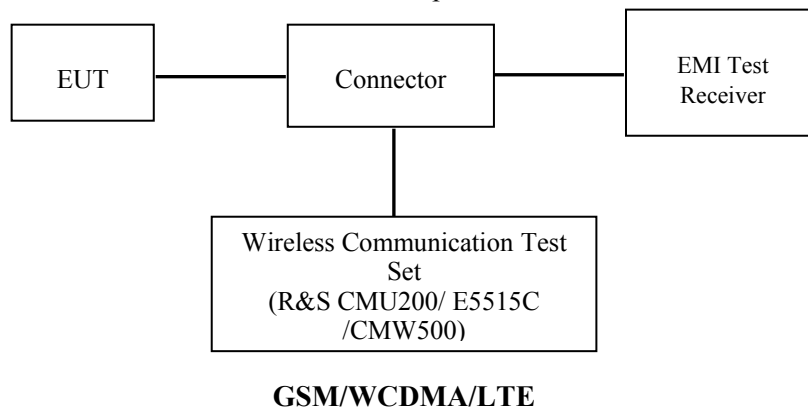 EUT
Connector
EMI Test
Receiver
Wireless Communication Test
Set
(R&S CMU200/ E5515C
/CMW500)
GSM/WCDMA/LTE